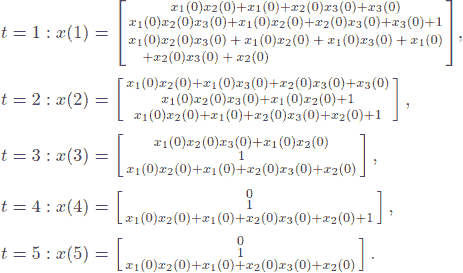 t = 1 : x(1) = [ x₁(0)x₂(0)+x₁(0)+x₂(0)x₃(0)+x₃(0)
x₁(0)x₂(0)x₃(0)+x₁(0)x₂(0)+x₂(0)x₃(0)+x₃(0)+1
x₁(0)x₂(0)x₃(0) + x₁(0)x₂(0) + x₁(0)x₃(0) + x₁(0)
+x₂(0)x₃(0) + x₂(0) ] ,
t = 2 : x(2) = [ x₁(0)x₂(0)+x₁(0)x₃(0)+x₂(0)x₃(0)+x₃(0)
x₁(0)x₂(0)x₃(0)+x₁(0)x₂(0)+1
x₁(0)x₂(0)+x₁(0)+x₂(0)x₃(0)+x₂(0)+1 ] ,
t = 3 : x(3) = [ x₁(0)x₂(0)x₃(0)+x₁(0)x₂(0)
1
x₁(0)x₂(0)+x₁(0)+x₂(0)x₃(0)+x₂(0) ] ,
t = 4 : x(4) = [ 0
1
x₁(0)x₂(0)+x₁(0)+x₂(0)x₃(0)+x₂(0)+1 ] ,
t = 5 : x(5) = [ 0
1
x₁(0)x₂(0)+x₁(0)+x₂(0)x₃(0)+x₂(0) ] .